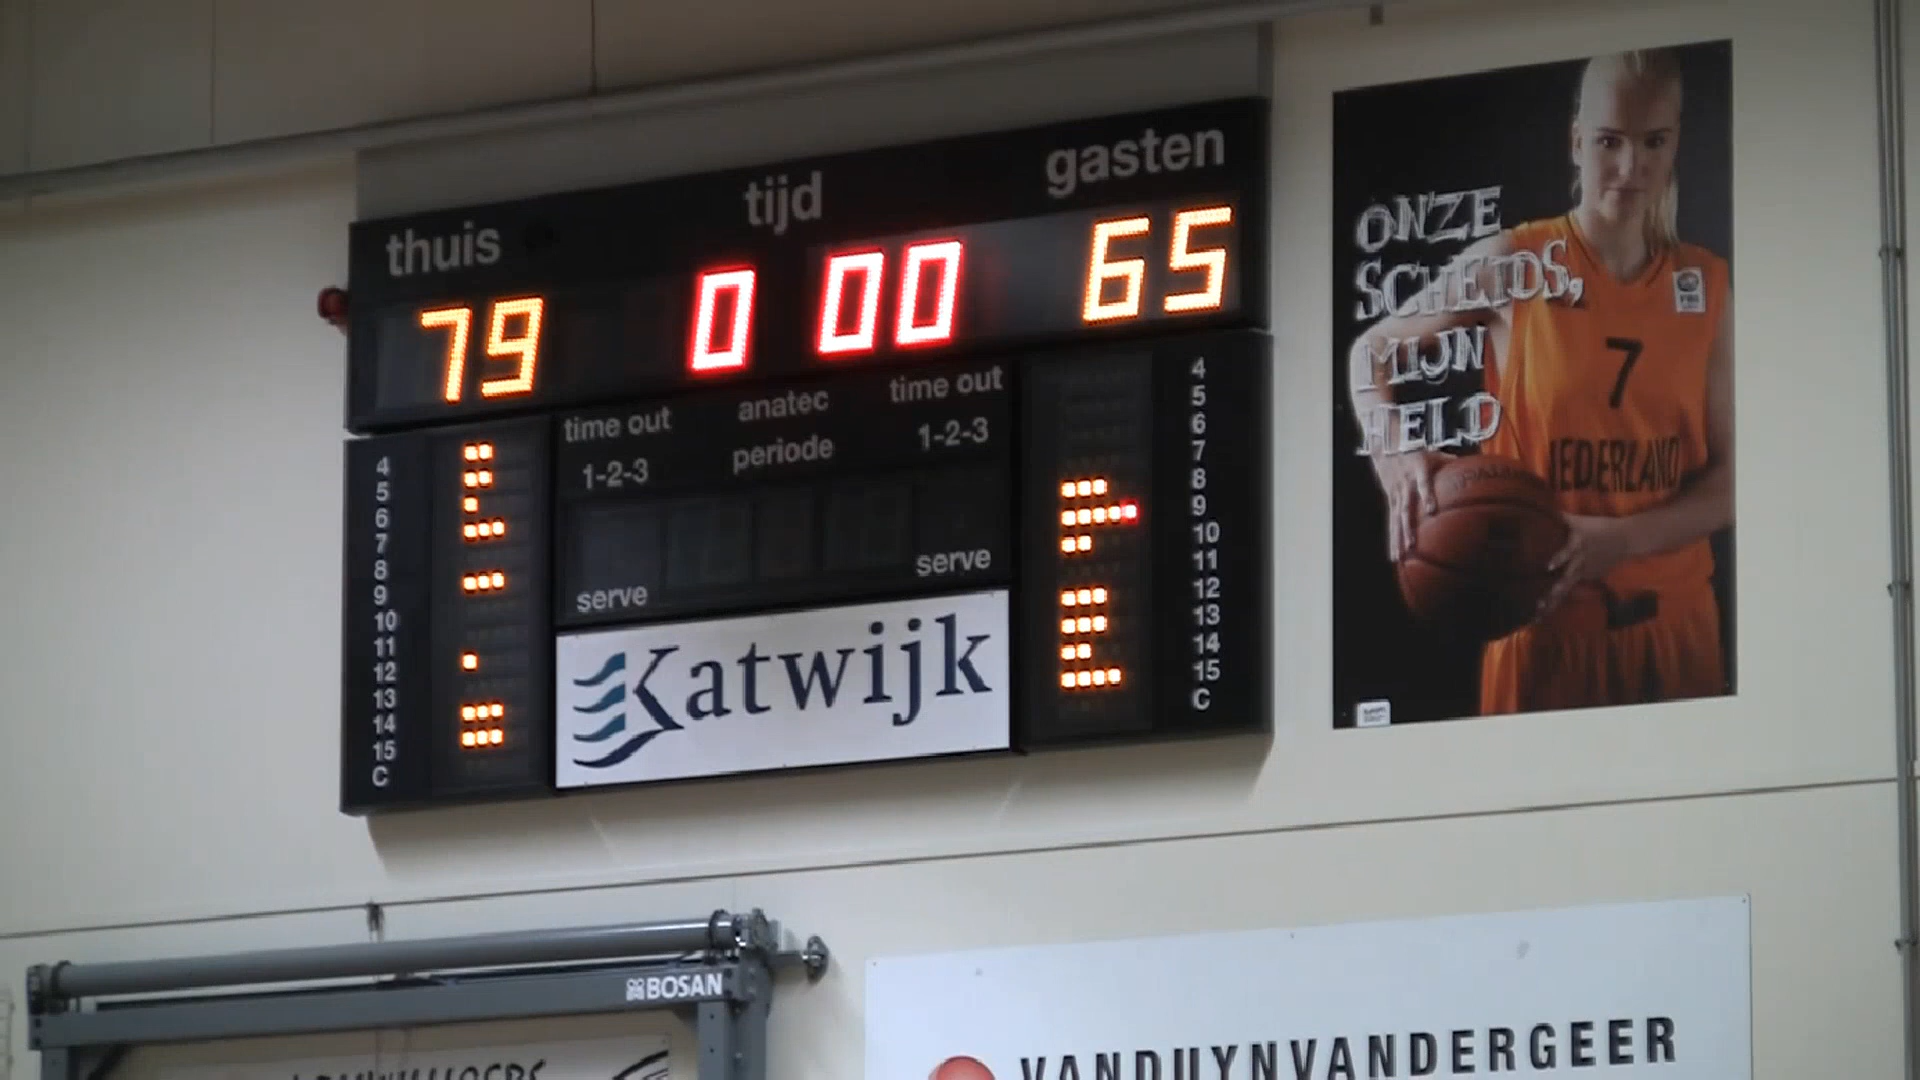 thuis tijd gasten
79 0 00 65
time out anatec time out
1-2-3 periode 1-2-3
serve serve
4
5
6
7
8
9
10
11
12
13
14
15
C
4
5
6
7
8
9
10
11
12
13
14
15
C
Katwijk
ONZE
SCHEIDS,
MIJN
HELD
7
NEDERLAND
BOSAN
VANDUYNVANDERGEER